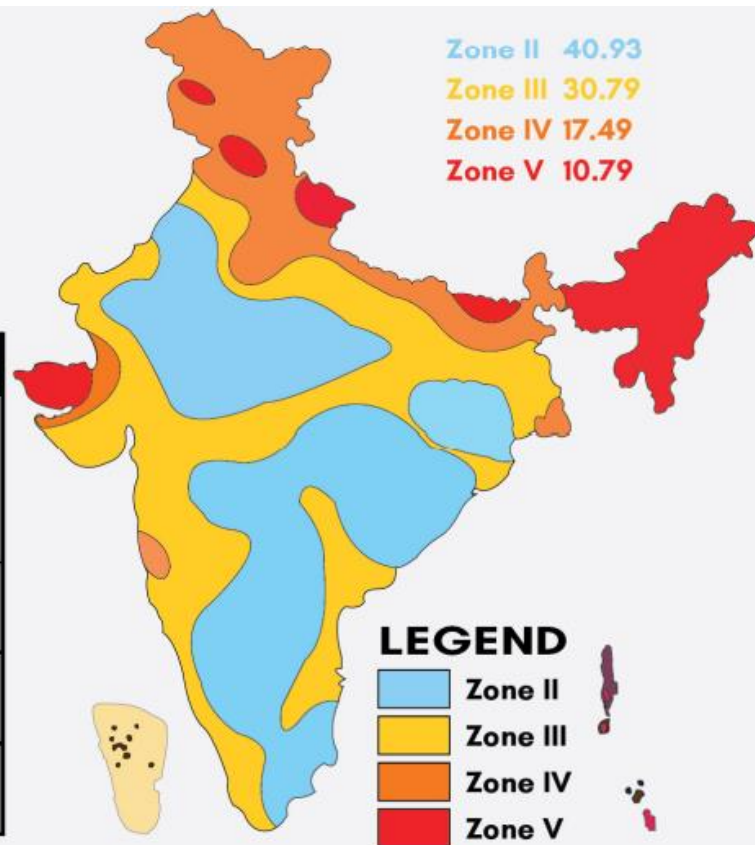 Zone II 40.93
Zone III 30.79
Zone IV 17.49
Zone V 10.79
LEGEND
Zone II
Zone III
Zone IV
Zone V